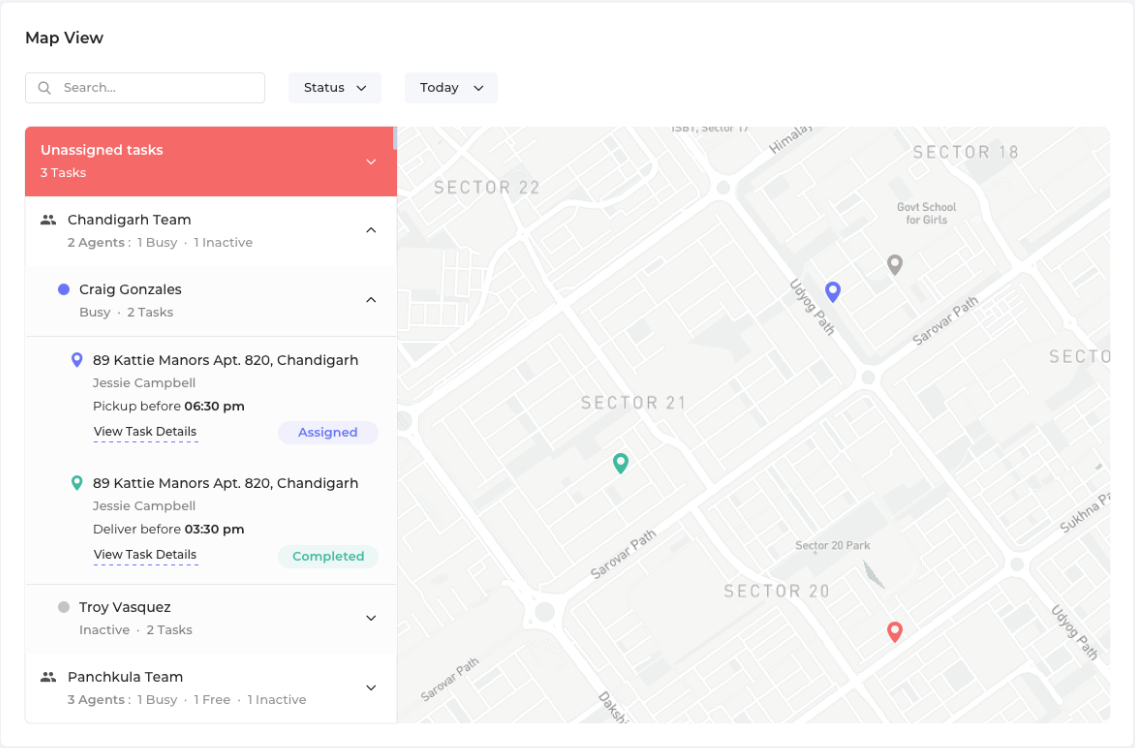 Map View
Search...
Status
Today
Unassigned tasks
3 Tasks
Chandigarh Team
2 Agents : 1 Busy · 1 Inactive
Craig Gonzales
Busy · 2 Tasks
89 Kattie Manors Apt. 820, Chandigarh
Jessie Campbell
Pickup before 06:30 pm
View Task Details
Assigned
89 Kattie Manors Apt. 820, Chandigarh
Jessie Campbell
Deliver before 03:30 pm
View Task Details
Completed
Troy Vasquez
Inactive · 2 Tasks
Panchkula Team
3 Agents : 1 Busy · 1 Free · 1 Inactive
ISBT, Sector 17
Himalay
SECTOR 18
SECTOR 22
Govt School
for Girls
Udyog Path
Sarovar Path
SECTO
SECTOR 21
Sukhna Pa
Sarovar Path
Sector 20 Park
SECTOR 20
Udyog Path
Sarovar Path
Dakshi